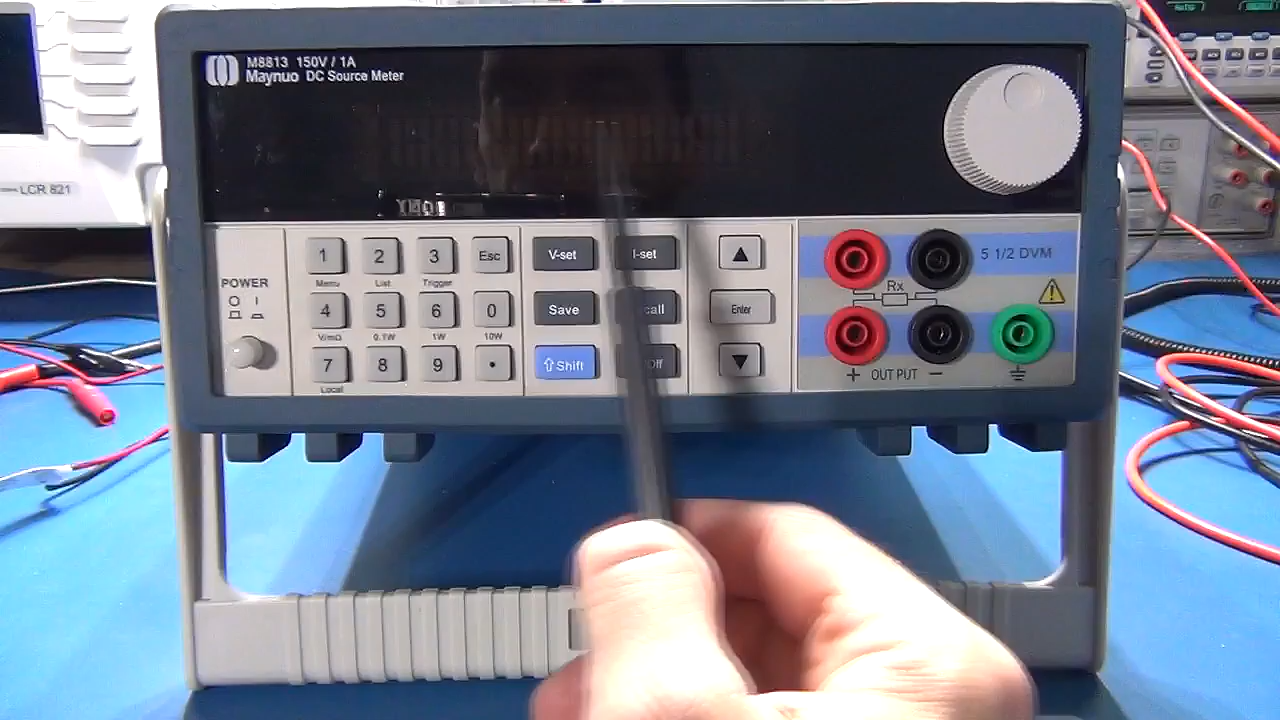 M8813 150V / 1A
Maynuo DC Source Meter
LCR 821
POWER
1
2
3
Esc
V-set
I-set
5 1/2 DVM
Menu
List
Trigger
4
5
6
0
Save
call
Enter
Rx
V/mΩ
0.1W
1W
10W
7
8
9
•
⇧Shift
Off
+ OUT PUT −
Local